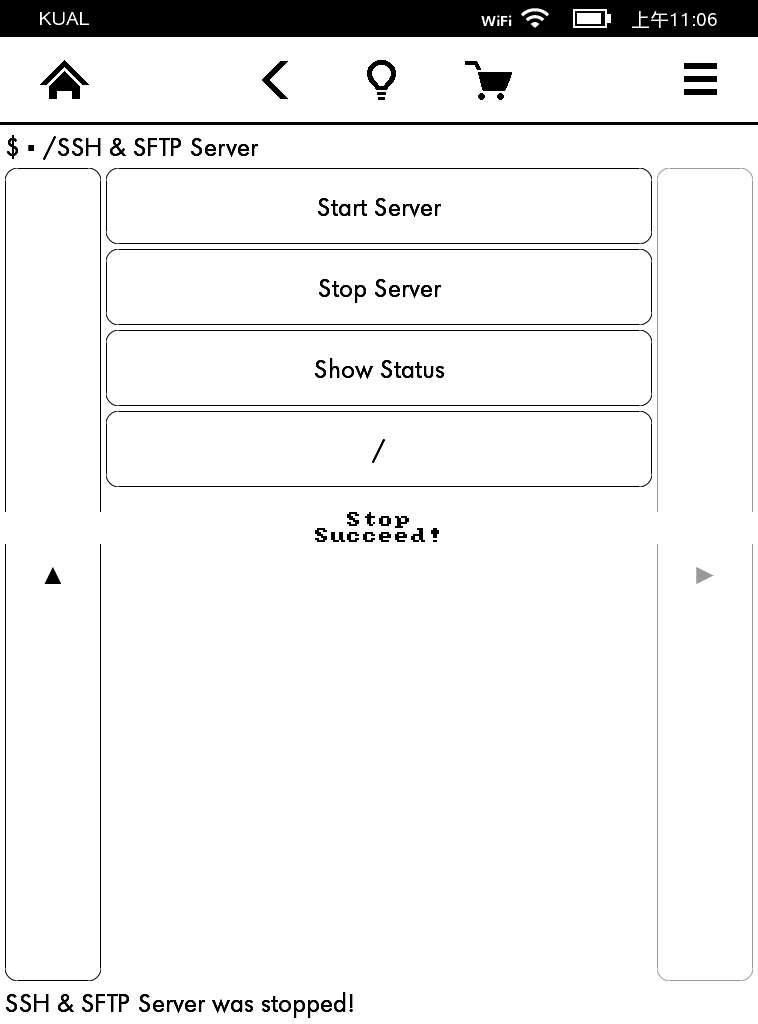 KUAL WiFi 上午11:06
$ ▪ /SSH & SFTP Server
Start Server
Stop Server
Show Status
/
Stop
Succeed!
SSH & SFTP Server was stopped!